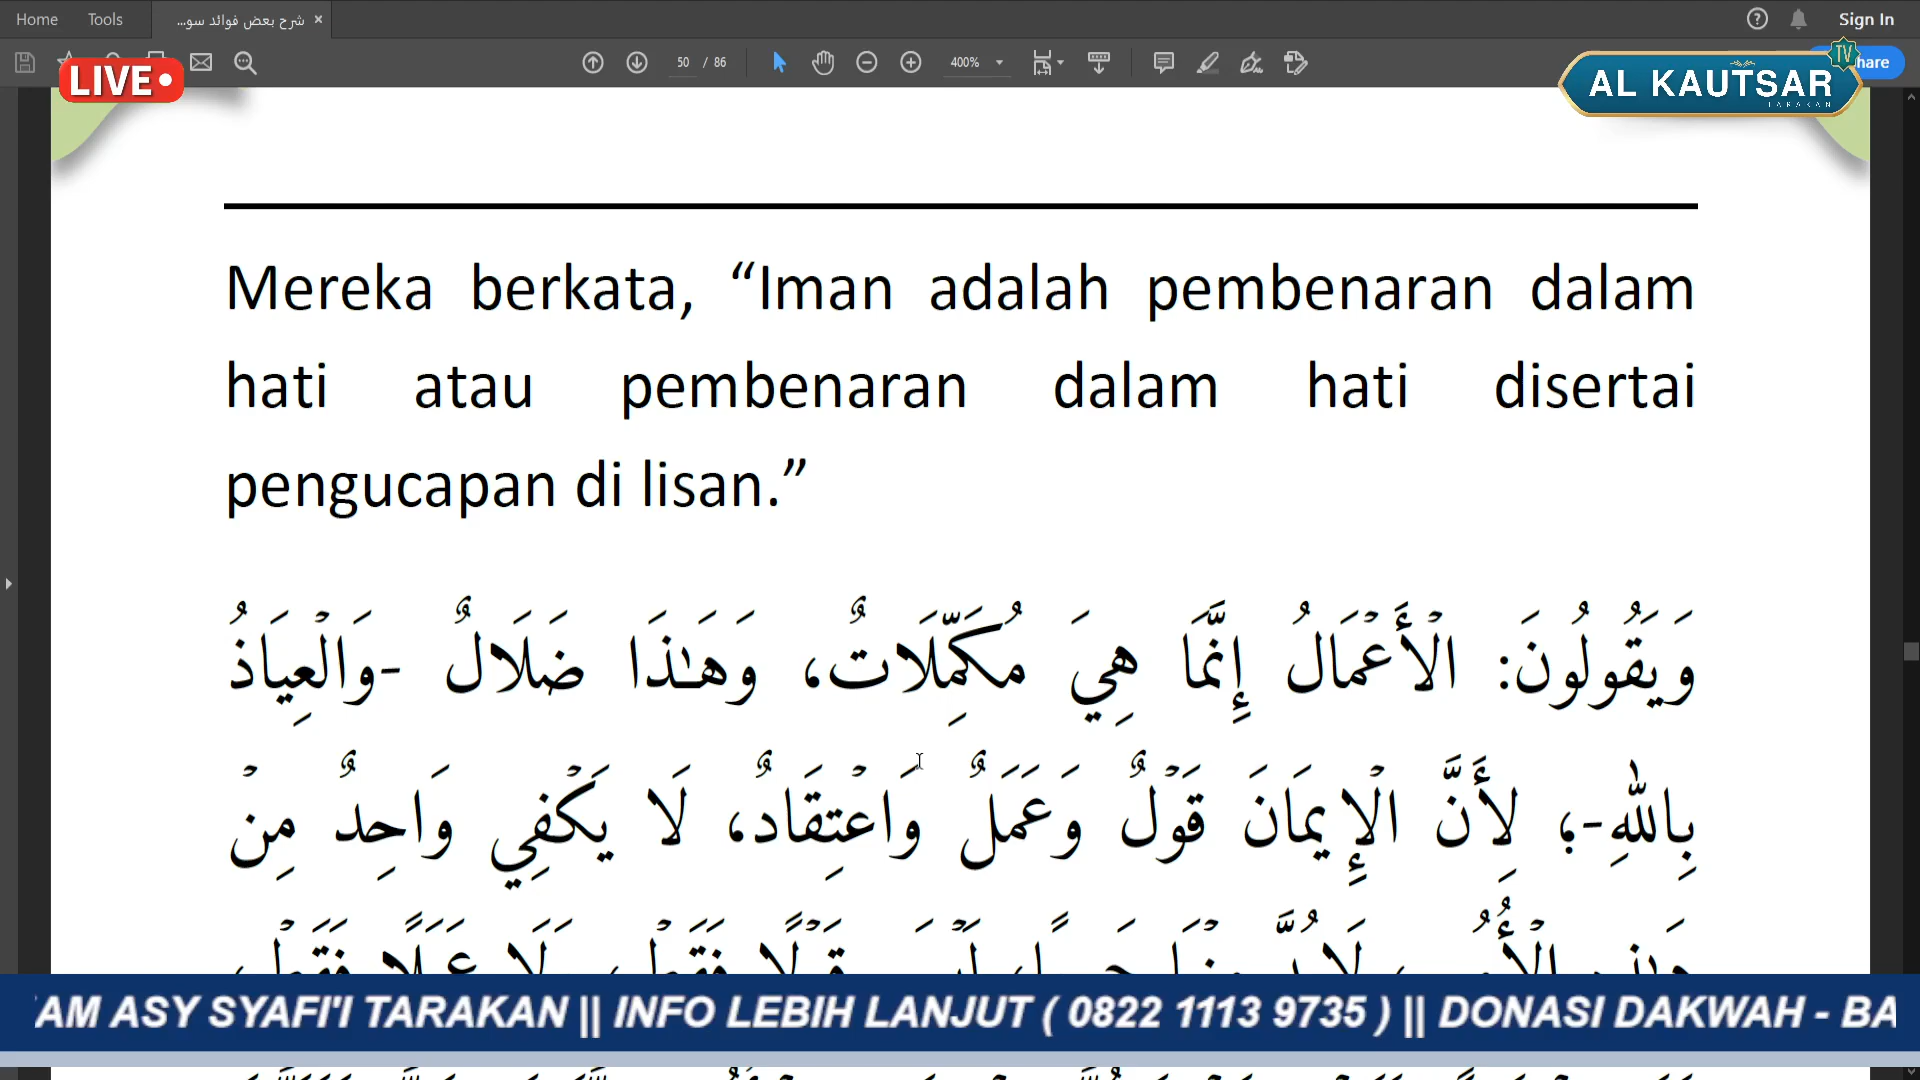 Home
Tools
شرح بعض فوائد سو...
Sign In
LIVE
50 / 86
400%
hare
TV
AL KAUTSAR
TARAKAN
Mereka berkata, “Iman adalah pembenaran dalam
hati atau pembenaran dalam hati disertai
pengucapan di lisan.”
وَيَقُولُونَ: الْأَعْمَالُ إِنَّمَا هِيَ مُكَمِّلَاتٌ، وَهَٰذَا ضَلَالٌ -وَالْعِيَاذُ
بِاللّٰهِ-؛ لِأَنَّ الْإِيمَانَ قَوْلٌ وَعَمَلٌ وَاعْتِقَادٌ، لَا يَكْفِي وَاحِدٌ مِنْ
قَوْلًا فَقَطْ، وَلَا عَمَلًا فَقَطْ،
'AM ASY SYAFI'I TARAKAN || INFO LEBIH LANJUT ( 0822 1113 9735 ) || DONASI DAKWAH - BA